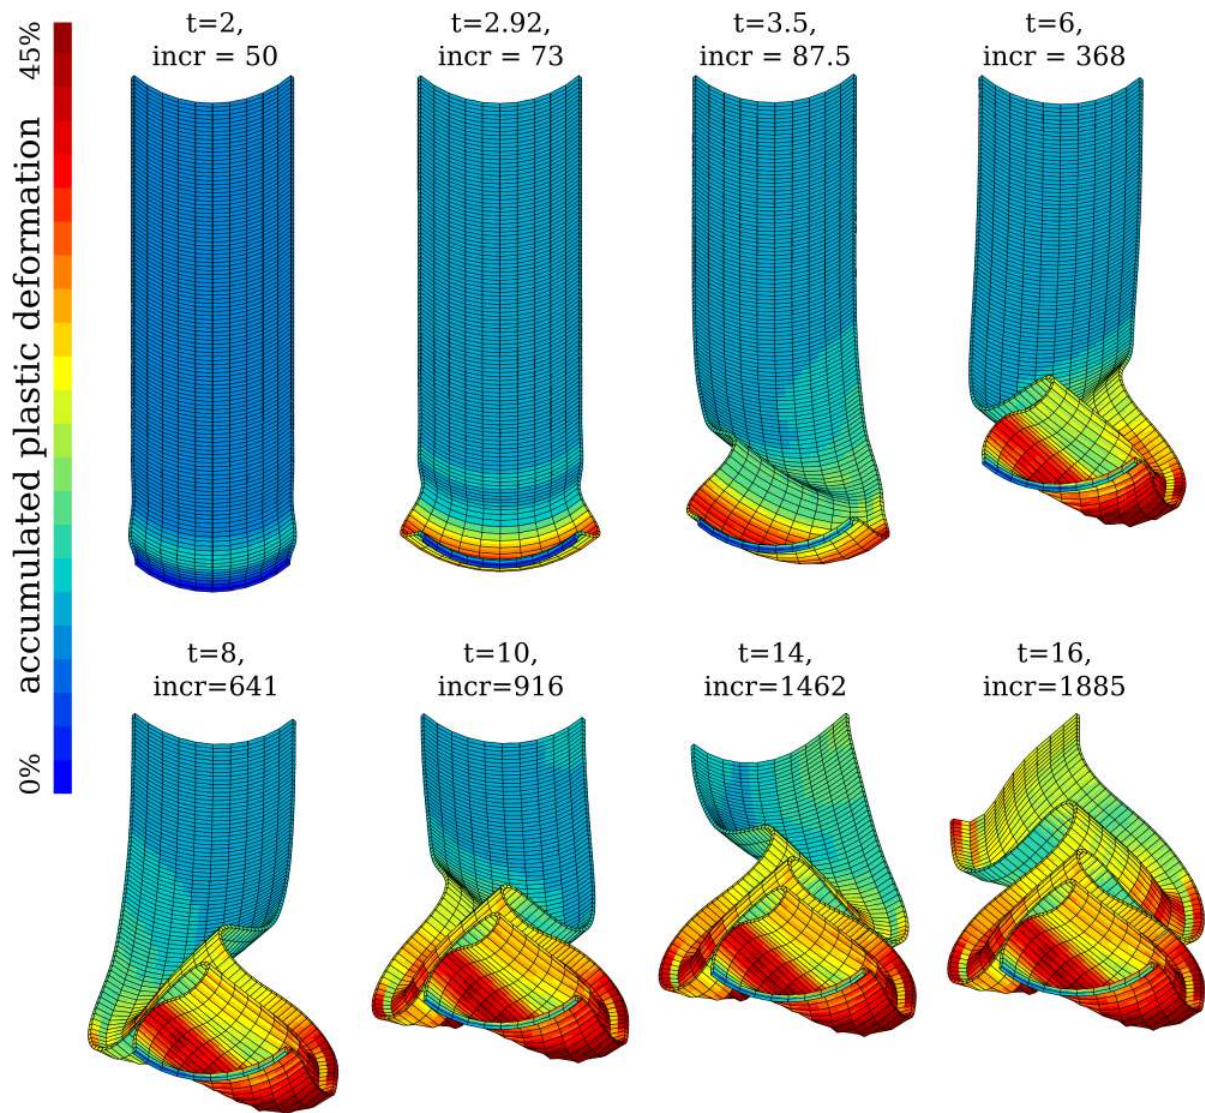 t=2,
incr = 50
t=2.92,
incr = 73
t=3.5,
incr = 87.5
t=6,
incr = 368
45%
accumulated plastic deformation
0%
t=8,
incr=641
t=10,
incr=916
t=14,
incr=1462
t=16,
incr=1885